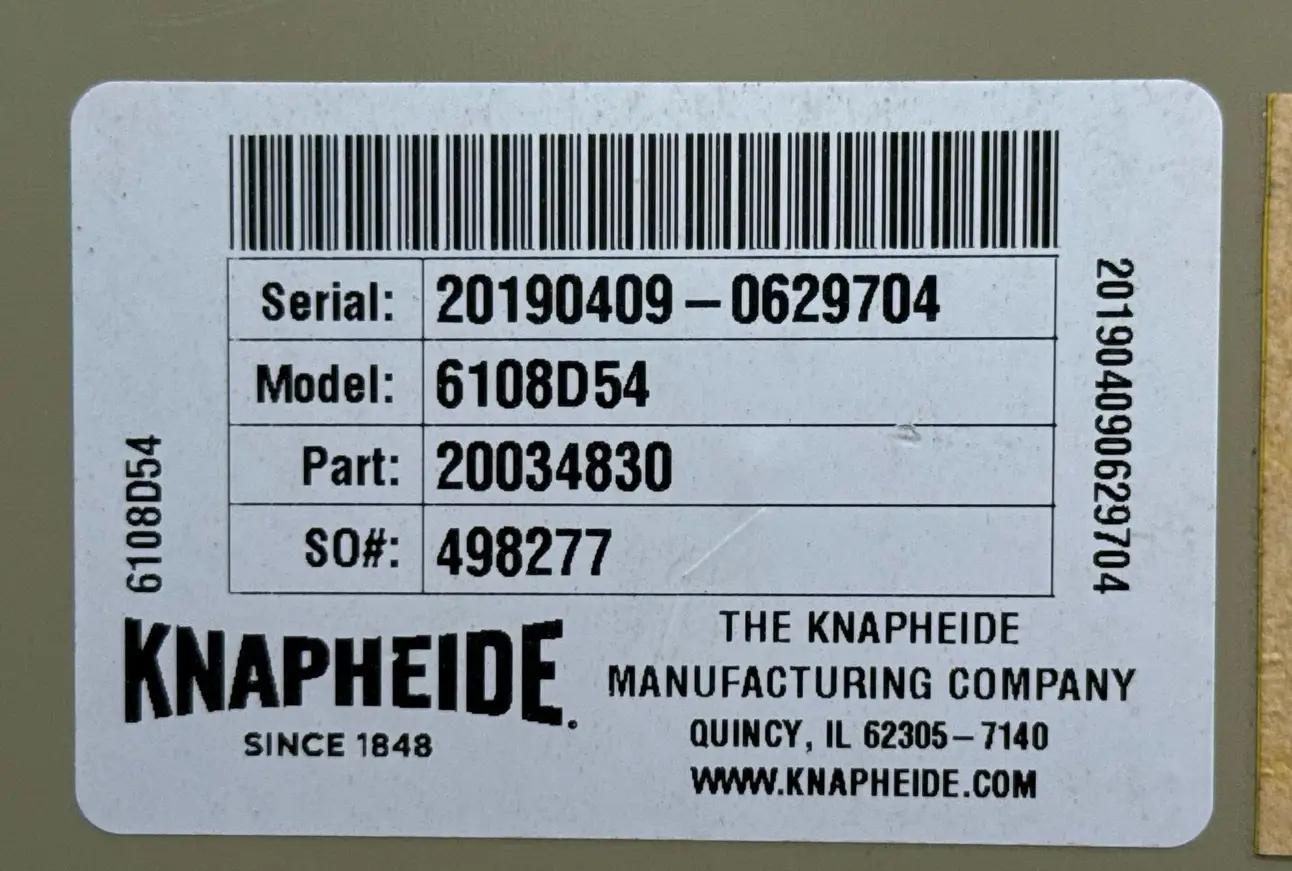 Serial: 20190409-0629704
Model: 6108D54
Part: 20034830
SO#: 498277
6108D54
201904090629704
KNAPHEIDE.
SINCE 1848
THE KNAPHEIDE
MANUFACTURING COMPANY
QUINCY, IL 62305-7140
WWW.KNAPHEIDE.COM